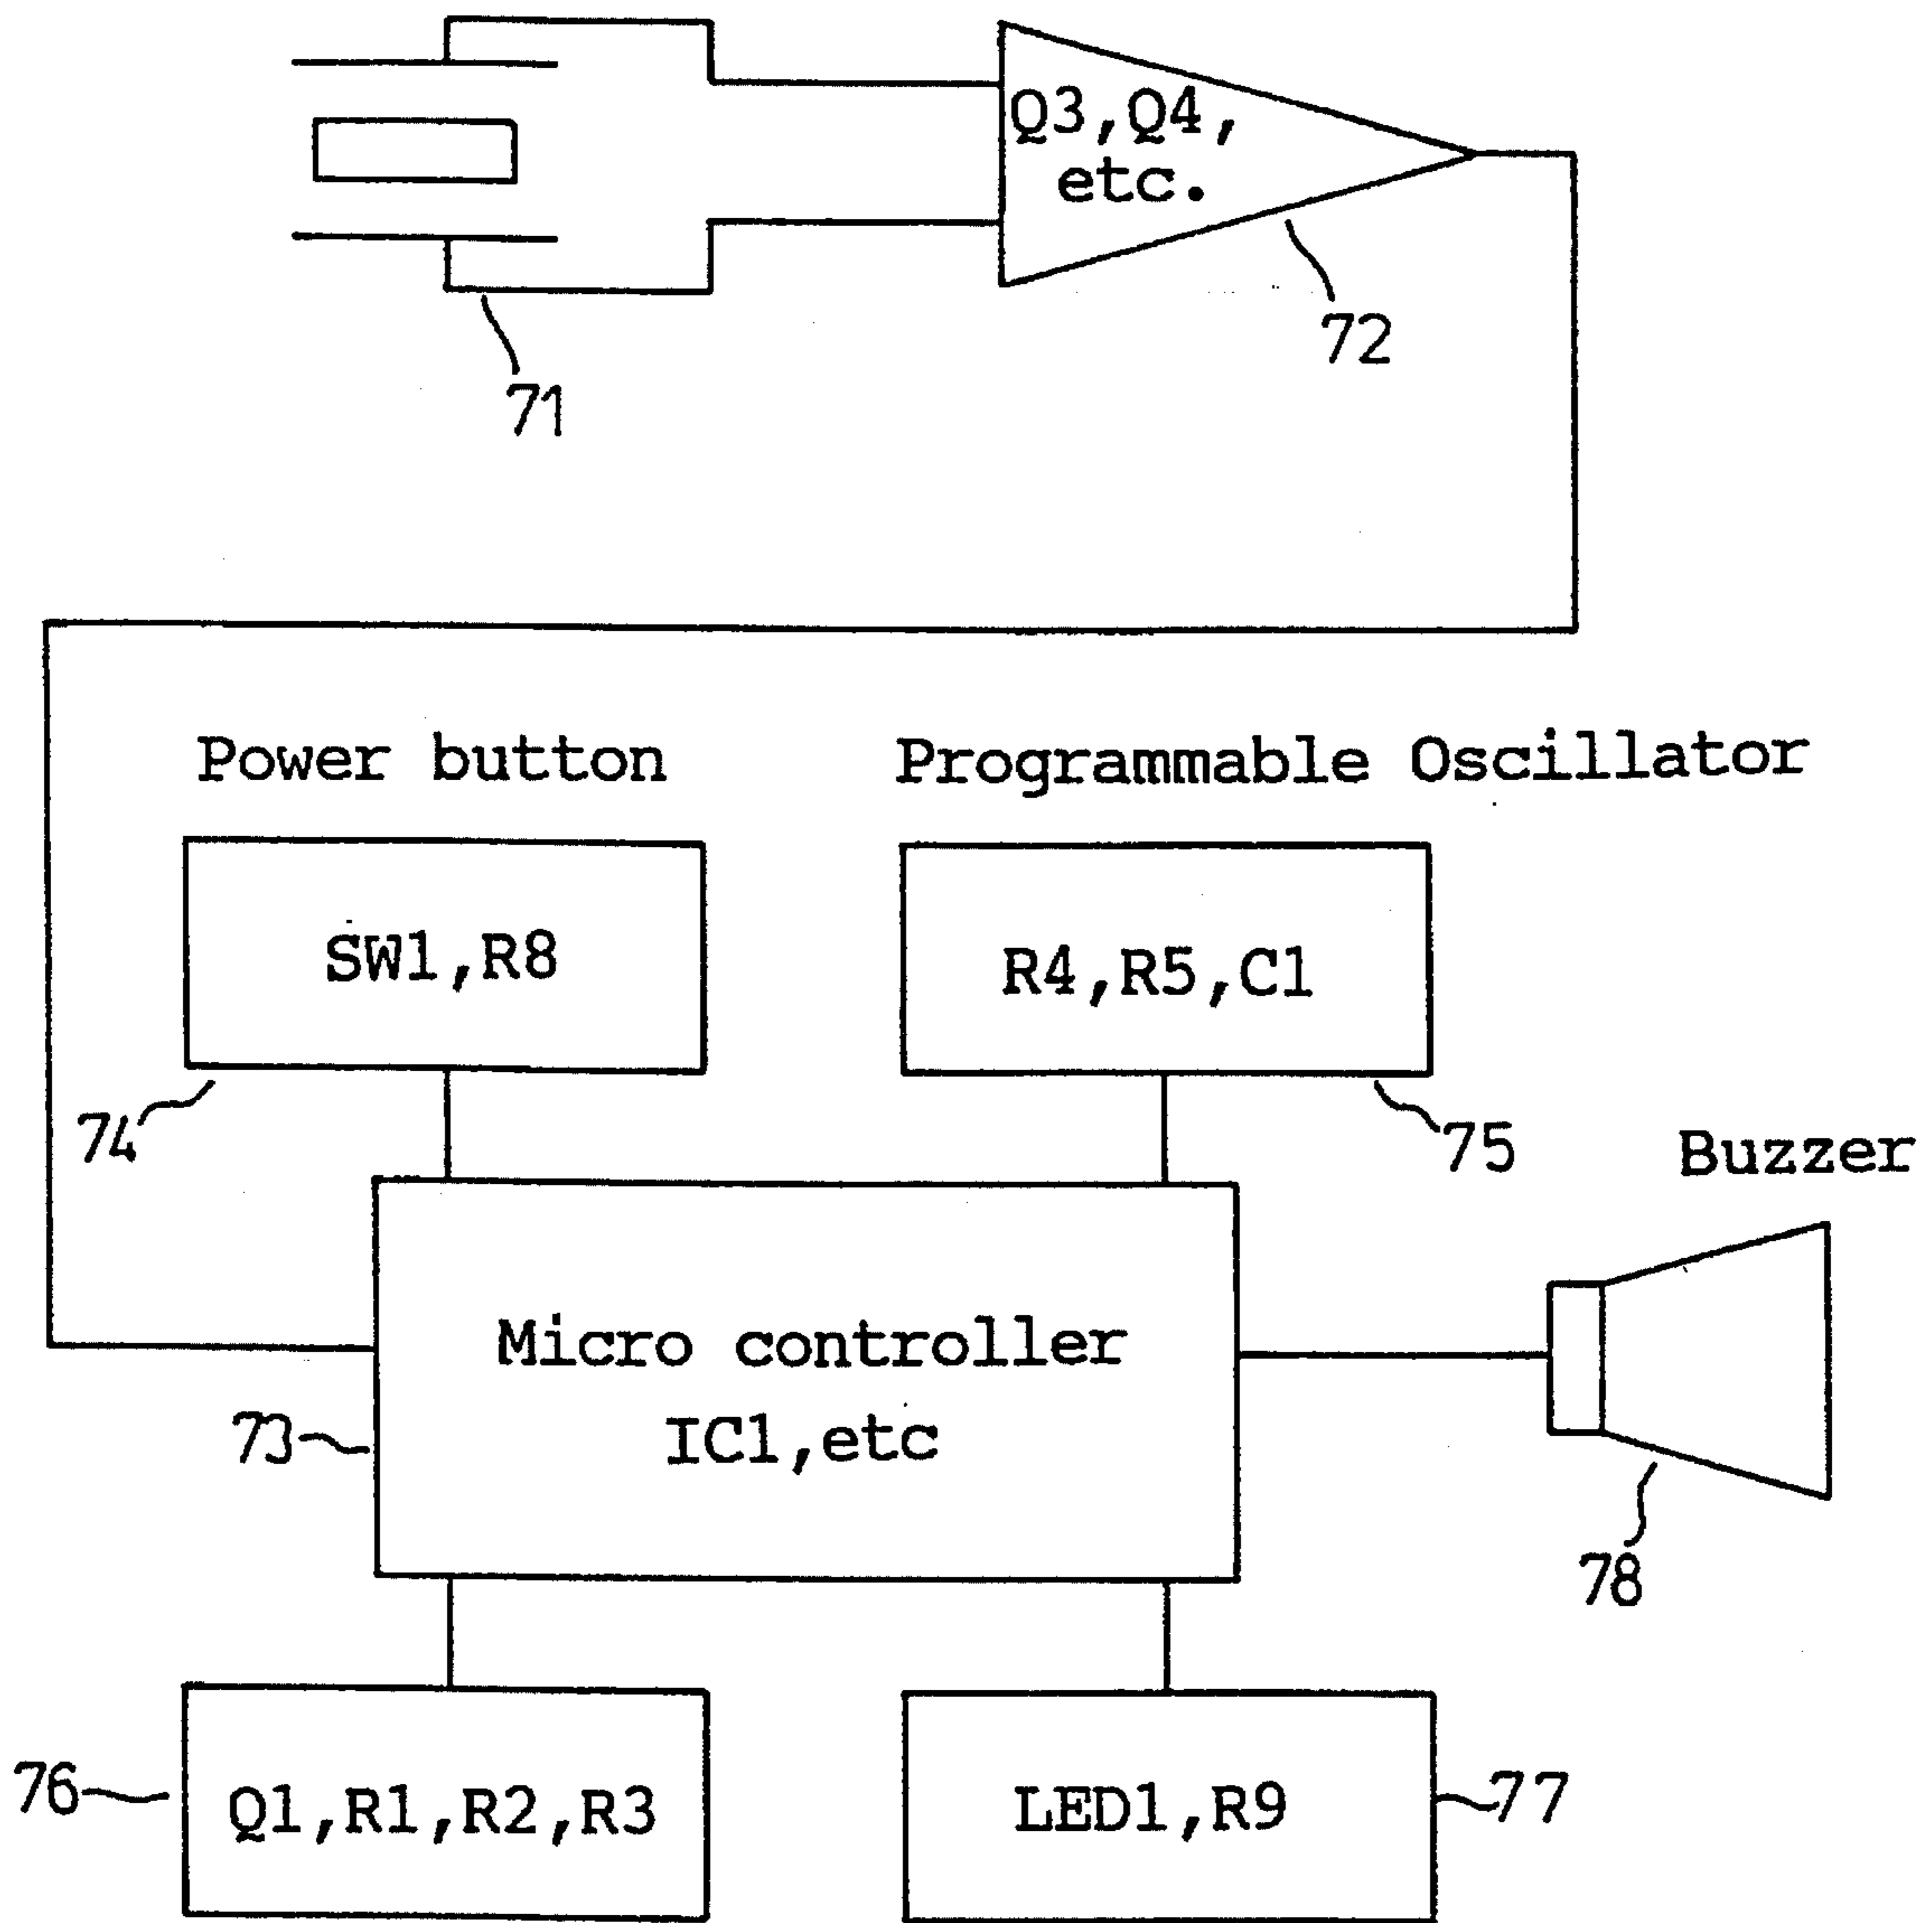 Q3,Q4,
etc.
72
71
Power button
Programmable Oscillator
SW1,R8
R4,R5,C1
74
75
Buzzer
Micro controller
IC1,etc
73
78
76
Q1,R1,R2,R3
LED1,R9
77